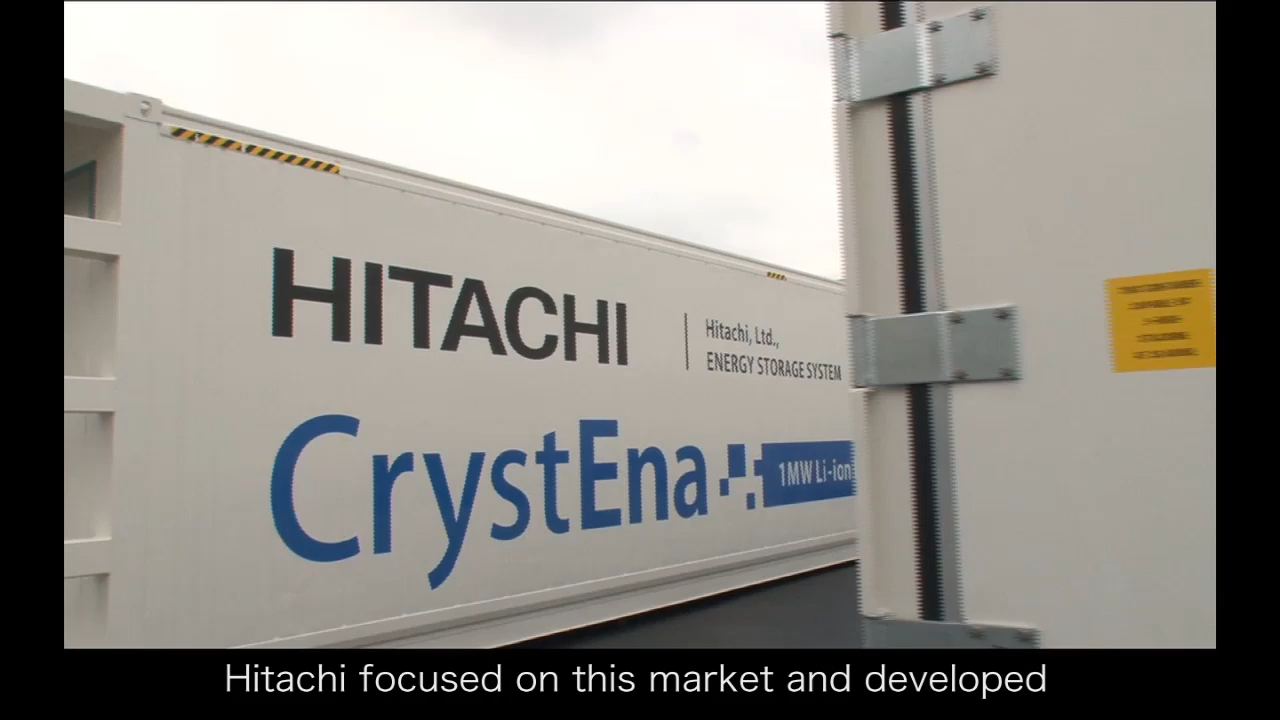 HITACHI
Hitachi, Ltd.,
ENERGY STORAGE SYSTEM
CrystEna
1MW Li-ion
Hitachi focused on this market and developed